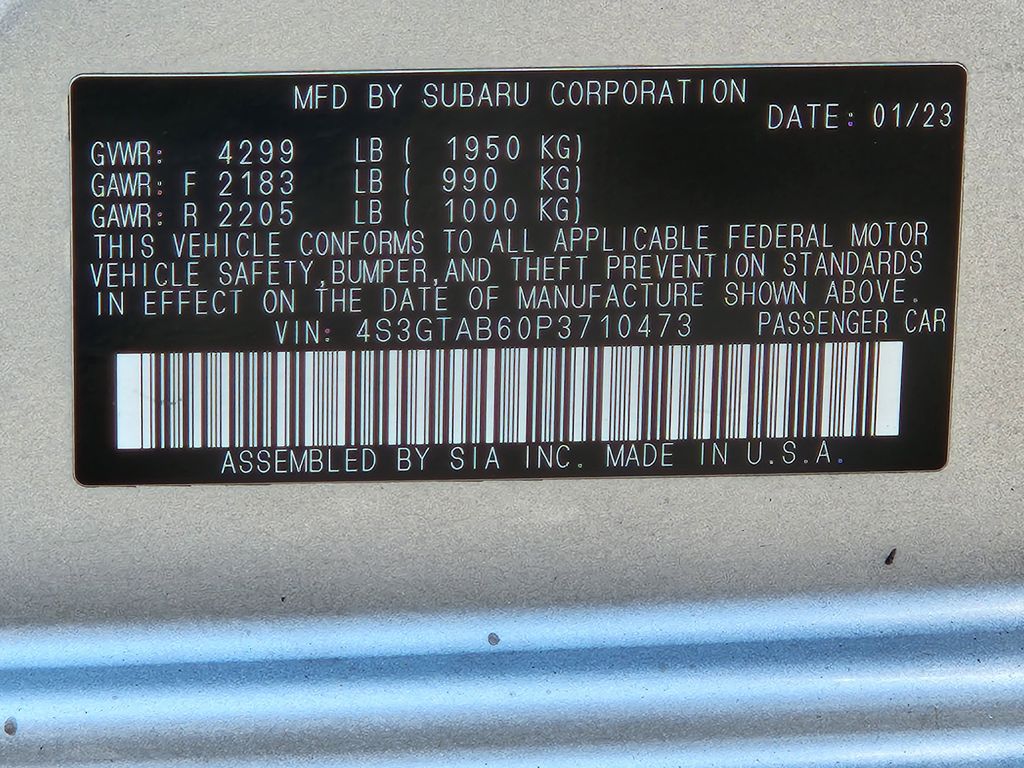 MFD BY SUBARU CORPORATION
DATE: 01/23
GVWR: 4299 LB ( 1950 KG)
GAWR: F 2183 LB ( 990 KG)
GAWR: R 2205 LB ( 1000 KG)
THIS VEHICLE CONFORMS TO ALL APPLICABLE FEDERAL MOTOR
VEHICLE SAFETY,BUMPER,AND THEFT PREVENTION STANDARDS
IN EFFECT ON THE DATE OF MANUFACTURE SHOWN ABOVE.
VIN: 4S3GTAB60P3710473 PASSENGER CAR
ASSEMBLED BY SIA INC. MADE IN U.S.A.